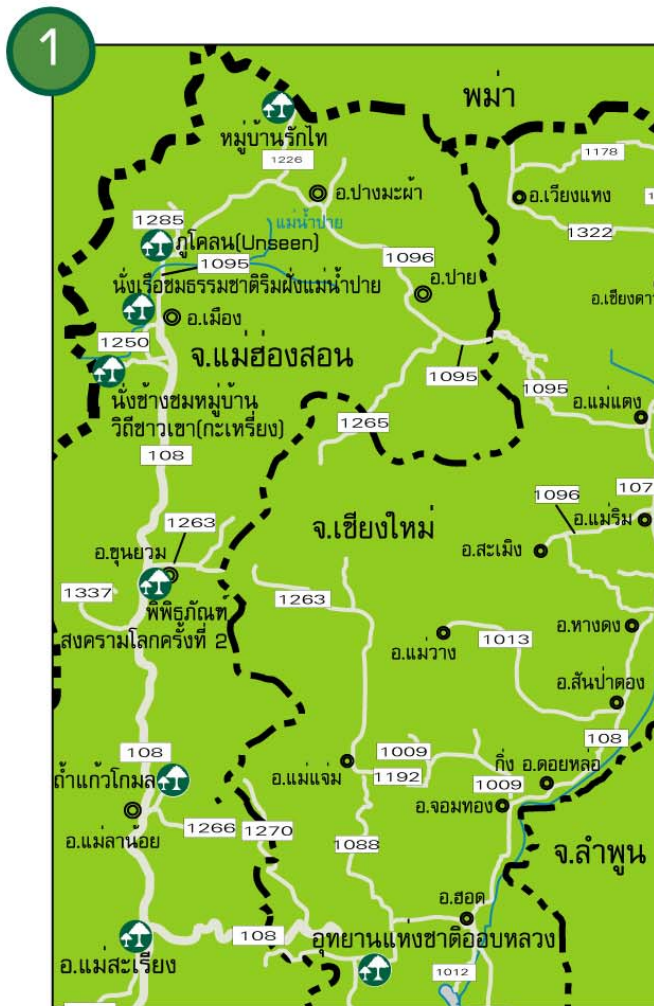 1
พม่า
หมู่บ้านรักไท
1226
1178
อ.ปางมะผ้า
อ.เวียงแหง
1285
แม่น้ำปาย
1322
ภูโคลน(Unseen)
1095
1096
นั่งเรือชมธรรมชาติริมฝั่งแม่น้ำปาย
อ.ปาย
อ.เมือง
1250
จ.แม่ฮ่องสอน
1095
1095
นั่งช้างชมหมู่บ้าน
วิถีชาวเขา(กะเหรี่ยง)
1265
อ.แม่แตง
108
1096
107
อ.แม่ริม
1263
จ.เชียงใหม่
อ.สะเมิง
อ.ขุนยวม
1337
พิพิธภัณฑ์
สงครามโลกครั้งที่ 2
1263
อ.แม่วาง
1013
อ.หางดง
อ.สันป่าตอง
108
108
ถ้ำแก้วโกมล
อ.แม่แจ่ม
1009
1192
กิ่ง อ.ดอยหล่อ
1009
อ.จอมทอง
อ.แม่ลาน้อย
1266
1270
1088
จ.ลำพูน
อ.ฮอด
108
อุทยานแห่งชาติออบหลวง
อ.แม่สะเรียง
1012